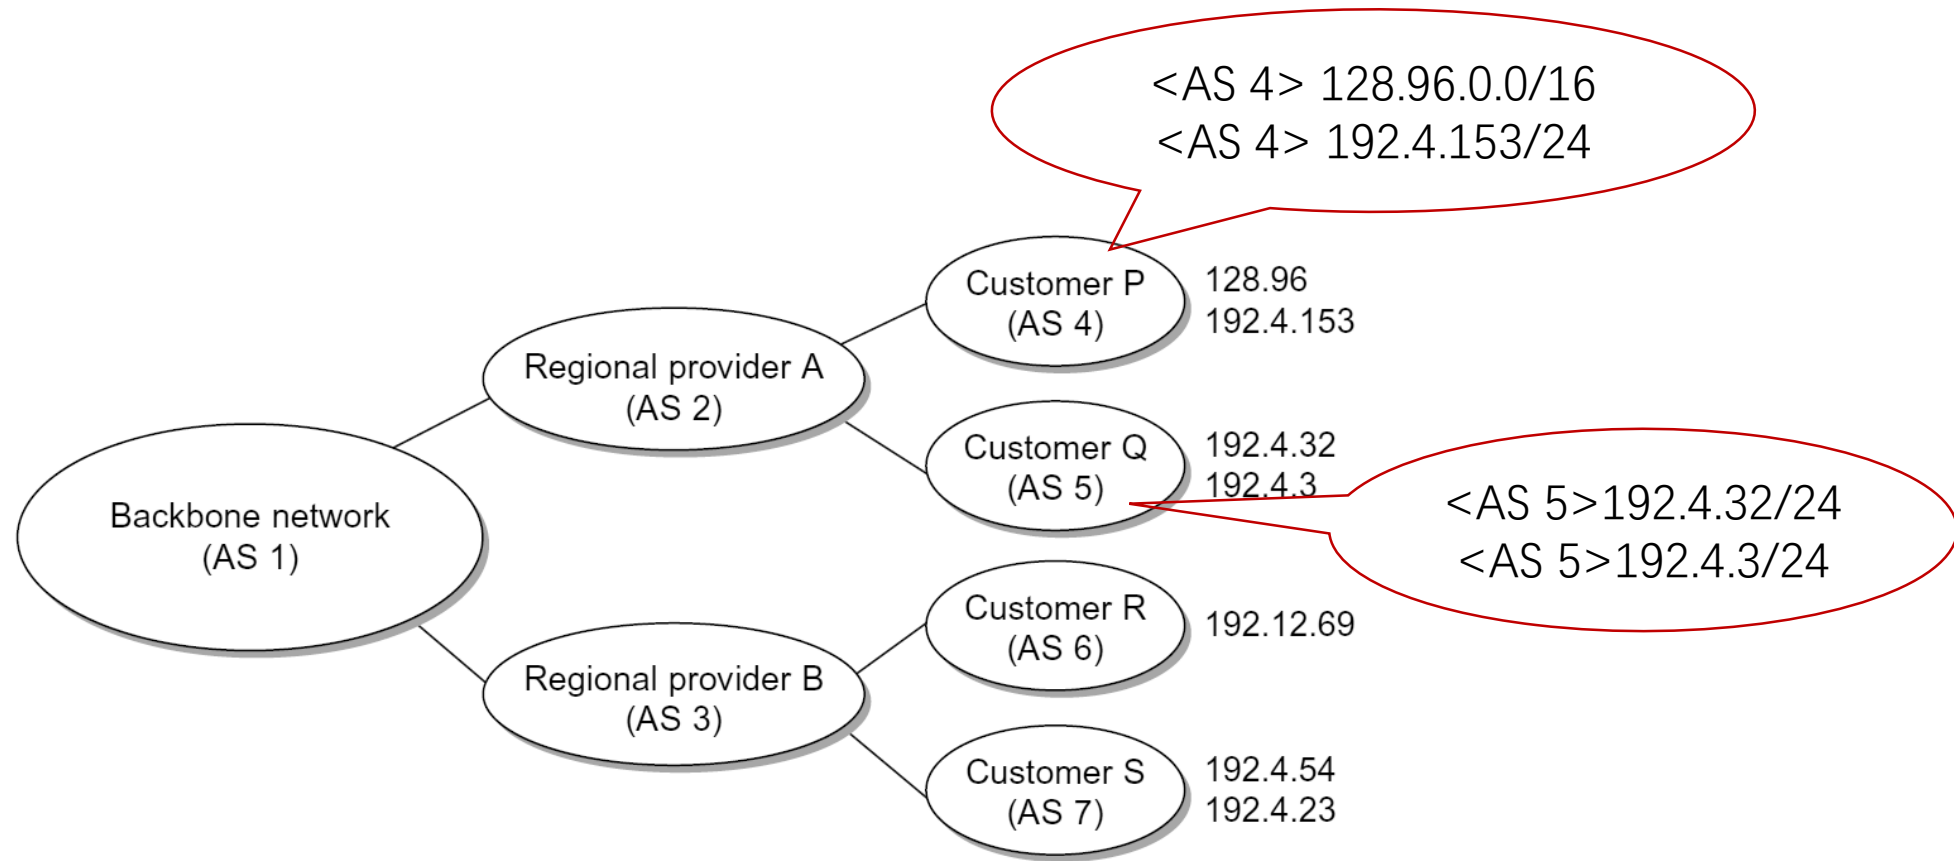 <AS 4> 128.96.0.0/16
<AS 4> 192.4.153/24
Customer P
(AS 4)
128.96
192.4.153
Regional provider A
(AS 2)
Customer Q
(AS 5)
192.4.32
192.4.3
<AS 5>192.4.32/24
<AS 5>192.4.3/24
Backbone network
(AS 1)
Customer R
(AS 6)
192.12.69
Regional provider B
(AS 3)
Customer S
(AS 7)
192.4.54
192.4.23